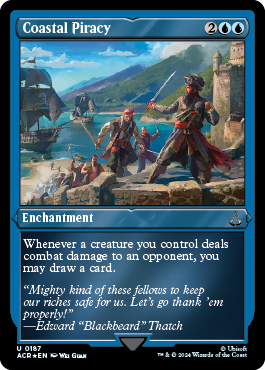 Coastal Piracy 2
Enchantment
Whenever a creature you control deals
combat damage to an opponent, you
may draw a card.
“Mighty kind of these fellows to keep
our riches safe for us. Let’s go thank ’em
properly!”
—Edward “Blackbeard” Thatch
U 0187
ACR EN © Ubisoft
™ & © 2024 Wizards of the Coast